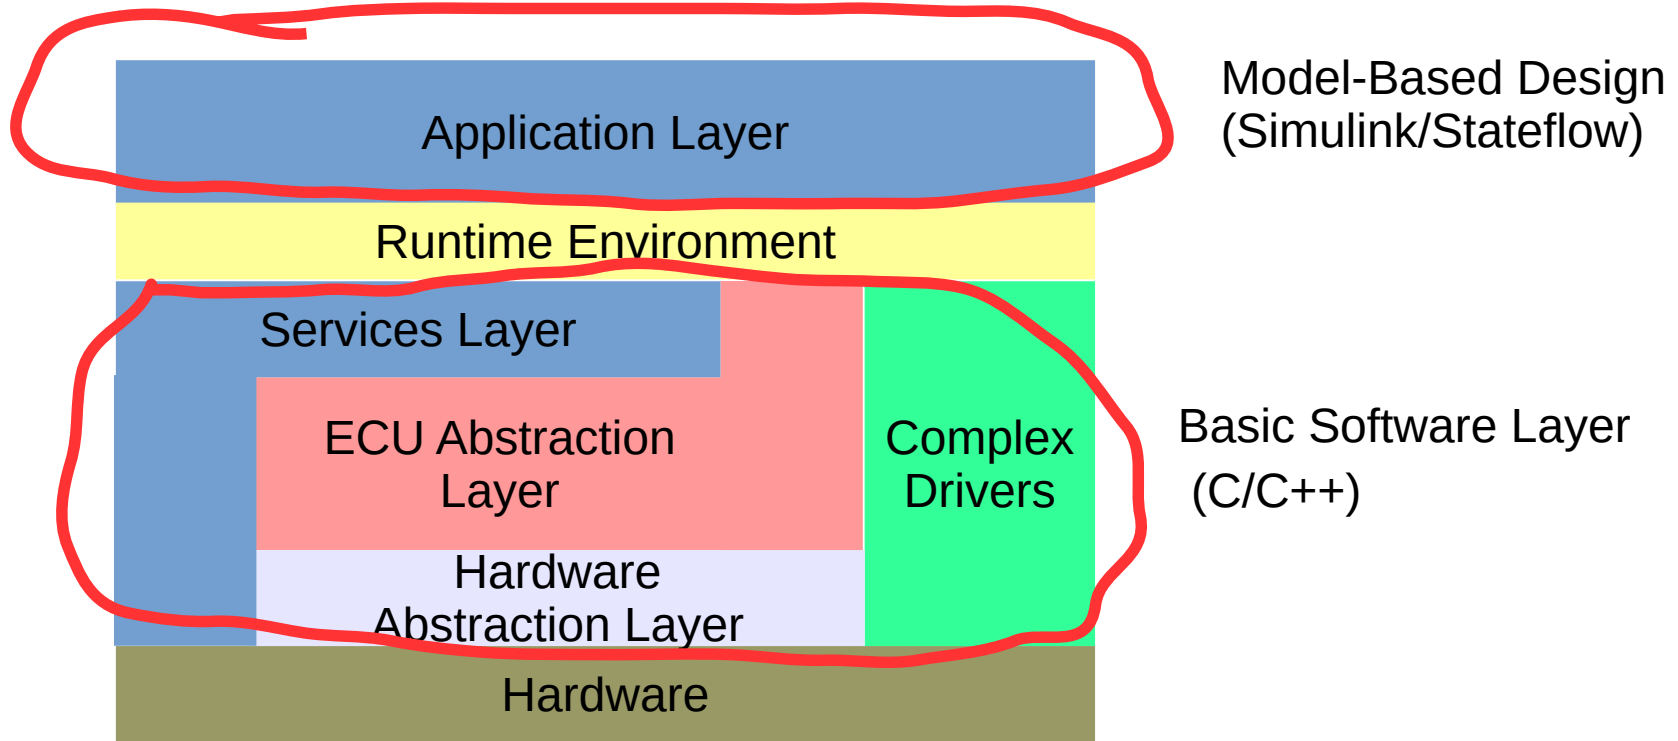 Model-Based Design
(Simulink/Stateflow)
Application Layer
Runtime Environment
Services Layer
ECU Abstraction
Layer
Complex
Drivers
Basic Software Layer
(C/C++)
Hardware
Abstraction Layer
Hardware